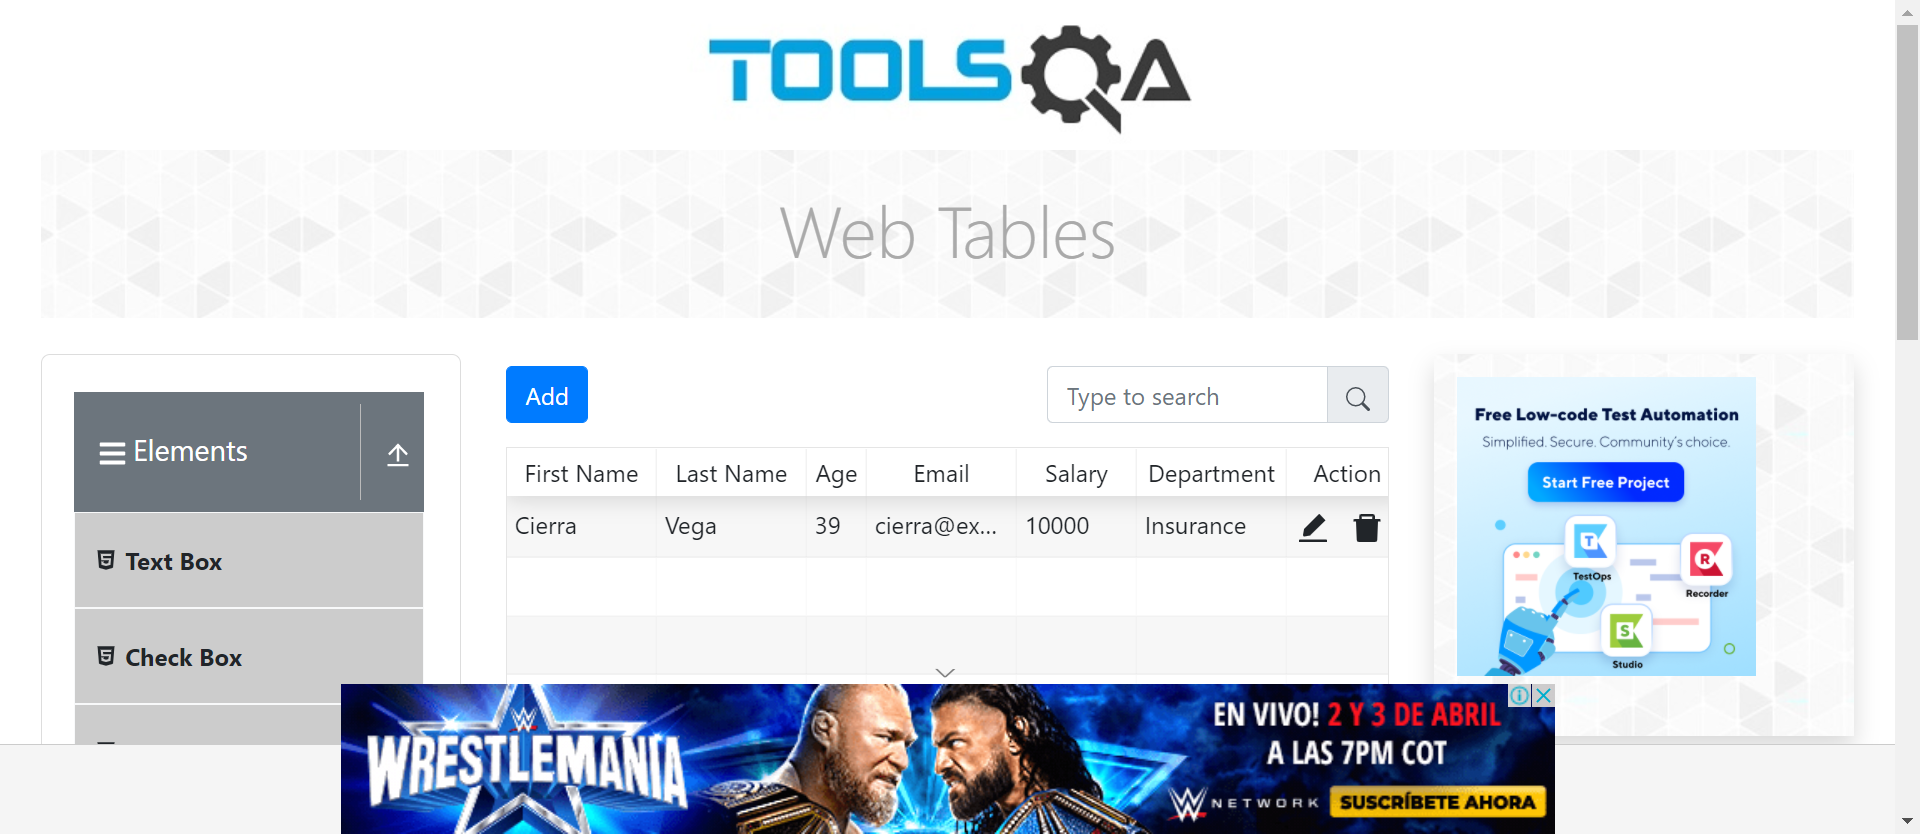 TOOLSQA
Web Tables
Elements
Text Box
Check Box
Add
Type to search
First Name Last Name Age Email Salary Department Action
Cierra Vega 39 cierra@ex... 10000 Insurance
Free Low-code Test Automation
Simplified. Secure. Community's choice.
Start Free Project
TestOps
Recorder
Studio
WRESTLEMANIA
EN VIVO! 2 Y 3 DE ABRIL
A LAS 7PM COT
W NETWORK SUSCRÍBETE AHORA